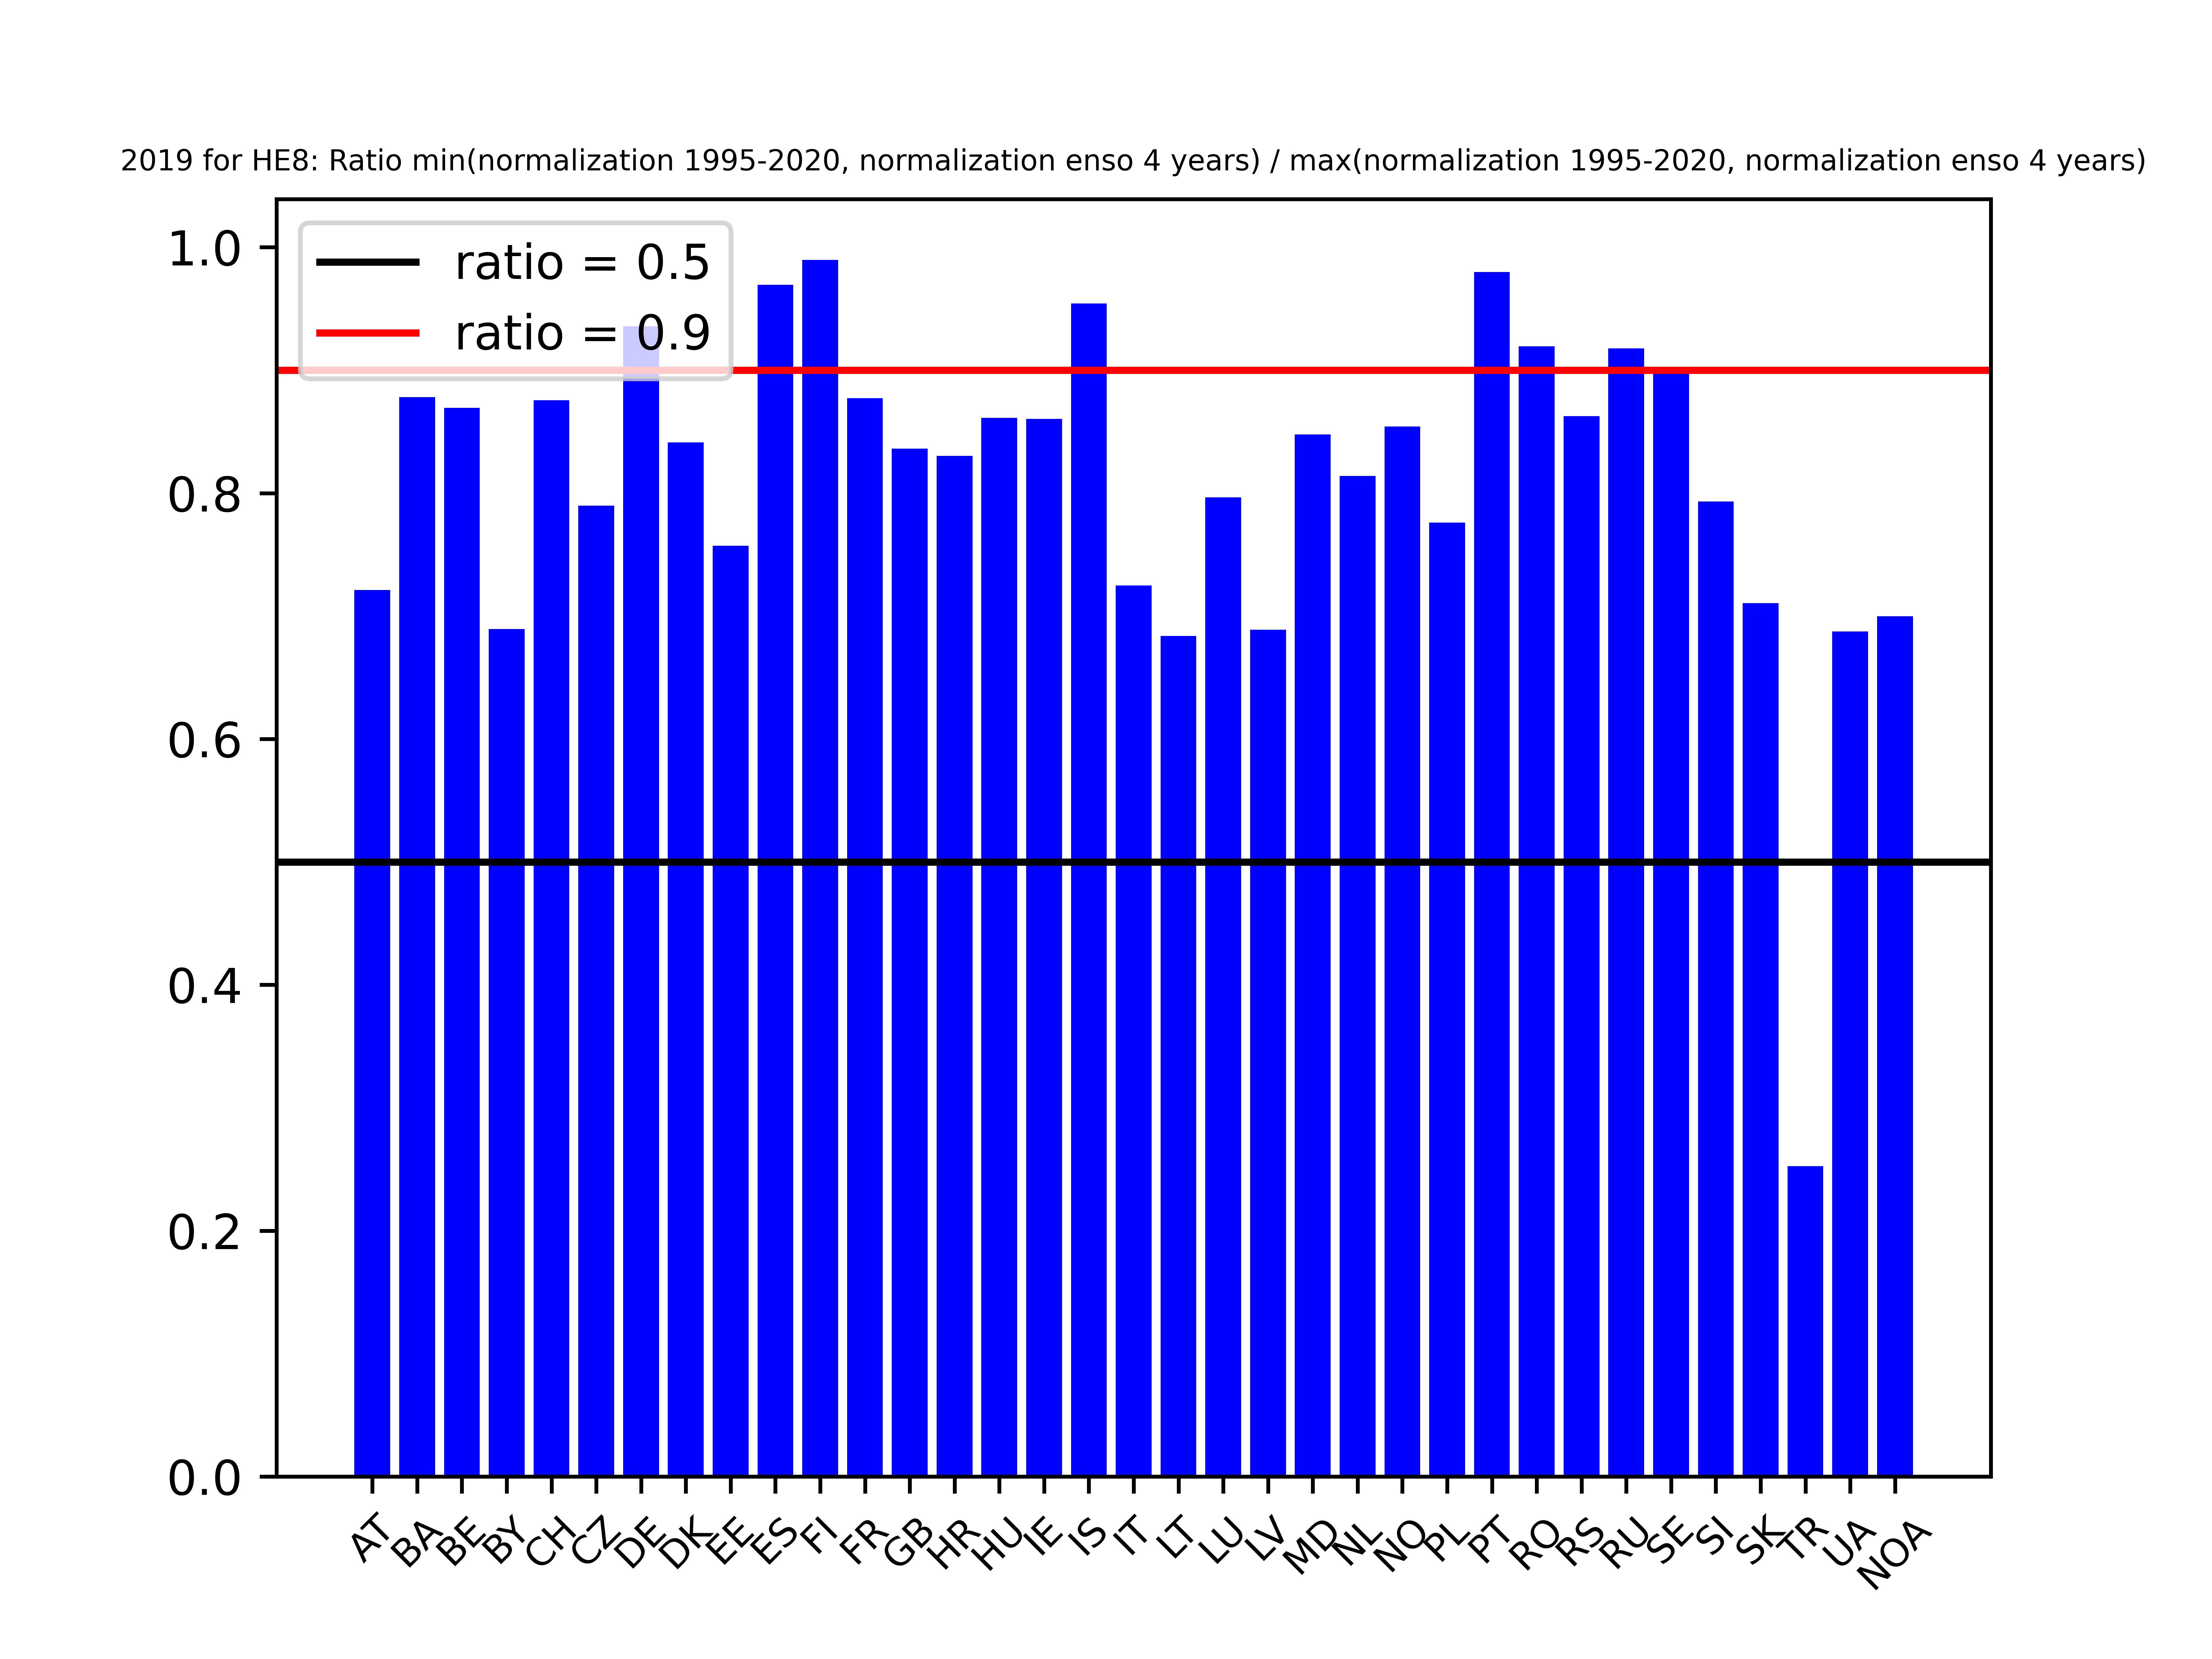 2019 for HE8: Ratio min(normalization 1995-2020, normalization enso 4 years) / max(normalization 1995-2020, normalization enso 4 years)
ratio = 0.5
ratio = 0.9
1.0
0.8
0.6
0.4
0.2
0.0
AT BA BE BY CH CZ DE DK EE ES FI FR GB HR HU IE IS IT LT LU LV MD NL NO PL PT RO RS RU SE SI SK TR UA NOA